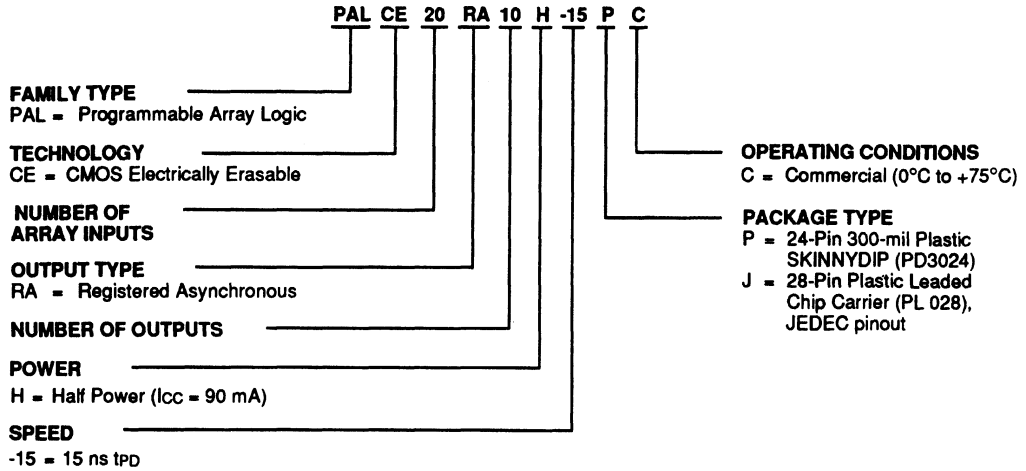 PAL CE 20 RA 10 H -15 P C
FAMILY TYPE
PAL = Programmable Array Logic
TECHNOLOGY
CE = CMOS Electrically Erasable
NUMBER OF
ARRAY INPUTS
OUTPUT TYPE
RA = Registered Asynchronous
NUMBER OF OUTPUTS
POWER
H = Half Power (ICC = 90 mA)
SPEED
-15 = 15 ns tPD
OPERATING CONDITIONS
C = Commercial (0°C to +75°C)
PACKAGE TYPE
P = 24-Pin 300-mil Plastic
SKINNYDIP (PD3024)
J = 28-Pin Plastic Leaded
Chip Carrier (PL 028),
JEDEC pinout